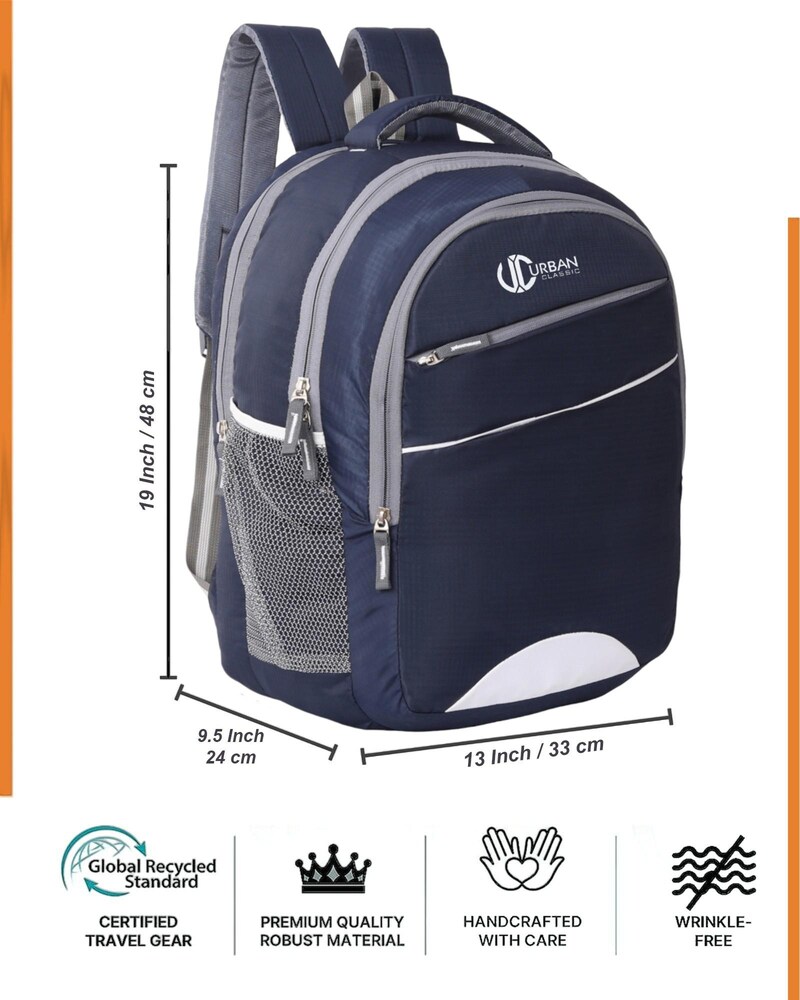 UC URBAN
CLASSIC
19 Inch / 48 cm
9.5 Inch
24 cm
13 Inch / 33 cm
Global Recycled
Standard
CERTIFIED
TRAVEL GEAR
PREMIUM QUALITY
ROBUST MATERIAL
HANDCRAFTED
WITH CARE
WRINKLE-
FREE